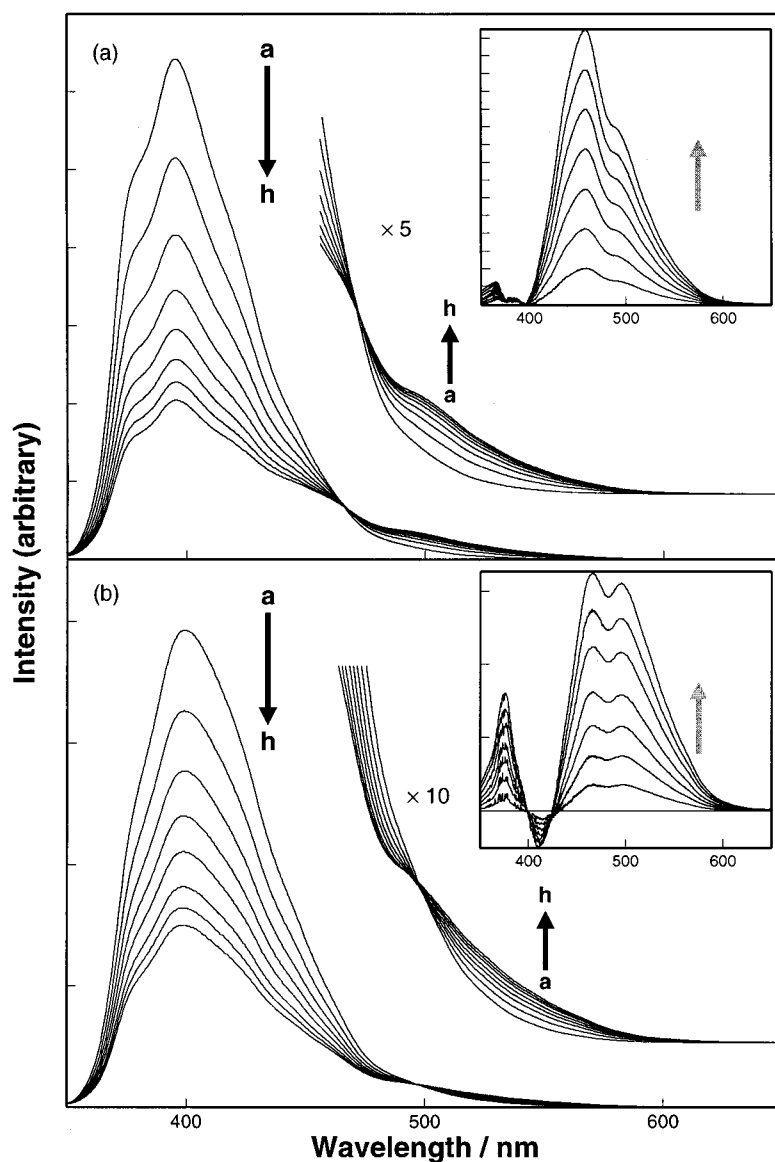 (a)
a
h
× 5
h
a
400
500
600
(b)
a
h
× 10
h
a
400
500
600
400
500
600
Intensity (arbitrary)
Wavelength / nm